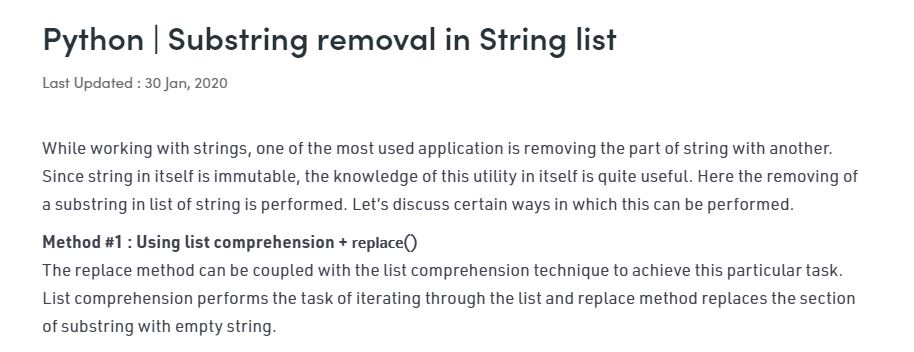 Python | Substring removal in String list
Last Updated : 30 Jan, 2020
While working with strings, one of the most used application is removing the part of string with another.
Since string in itself is immutable, the knowledge of this utility in itself is quite useful. Here the removing of
a substring in list of string is performed. Let’s discuss certain ways in which this can be performed.
Method #1 : Using list comprehension + replace()
The replace method can be coupled with the list comprehension technique to achieve this particular task.
List comprehension performs the task of iterating through the list and replace method replaces the section
of substring with empty string.